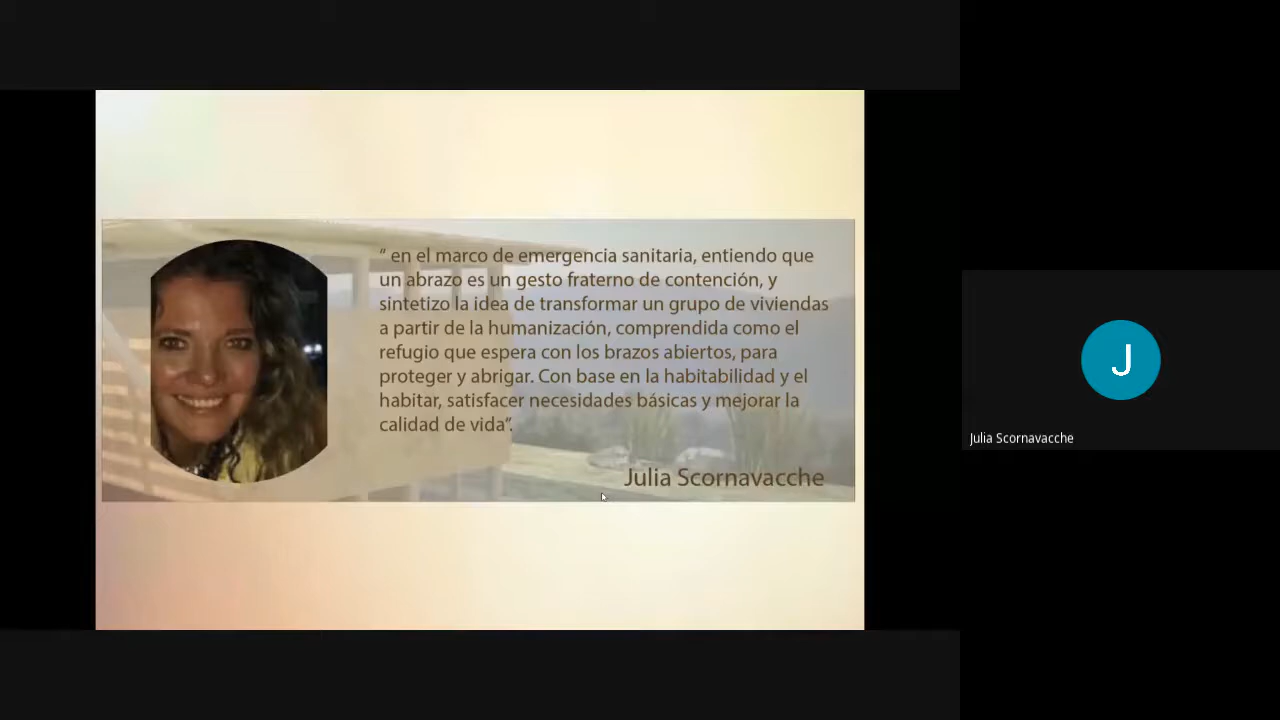 “ en el marco de emergencia sanitaria, entiendo que
un abrazo es un gesto fraterno de contención, y
sintetizo la idea de transformar un grupo de viviendas
a partir de la humanización, comprendida como el
refugio que espera con los brazos abiertos, para
proteger y abrigar. Con base en la habitabilidad y el
habitar, satisfacer necesidades básicas y mejorar la
calidad de vida”.
Julia Scornavacche
J
Julia Scornavacche